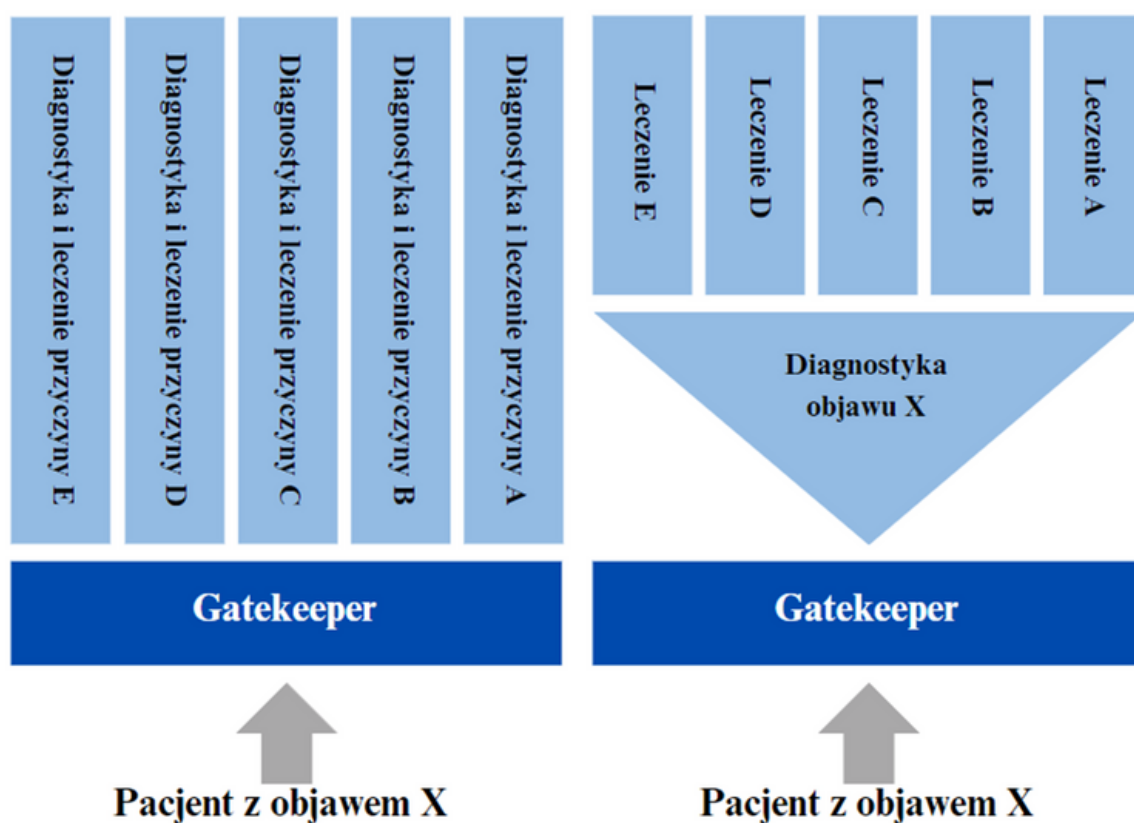 Diagnostyka i leczenie przyczyny E
Diagnostyka i leczenie przyczyny D
Diagnostyka i leczenie przyczyny C
Diagnostyka i leczenie przyczyny B
Diagnostyka i leczenie przyczyny A
Gatekeeper
Pacjent z objawem X
Leczenie E
Leczenie D
Leczenie C
Leczenie B
Leczenie A
Diagnostyka
objawu X
Gatekeeper
Pacjent z objawem X